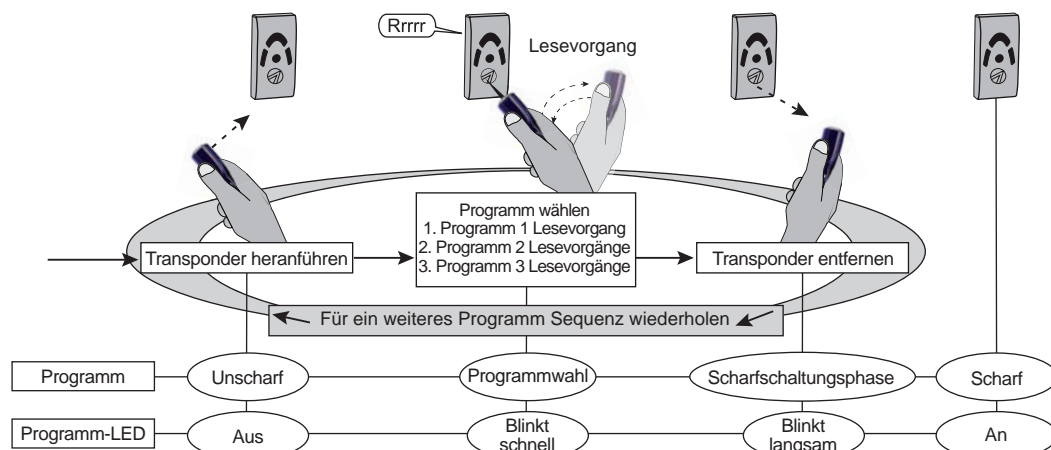 Rrrrr
Lesevorgang
Programm wählen
1. Programm 1 Lesevorgang
2. Programm 2 Lesevorgänge
3. Programm 3 Lesevorgänge
Transponder heranführen
Transponder entfernen
Für ein weiteres Programm Sequenz wiederholen
Programm
Unscharf
Programmwahl
Scharfschaltungsphase
Scharf
Programm-LED
Aus
Blinkt
schnell
Blinkt
langsam
An